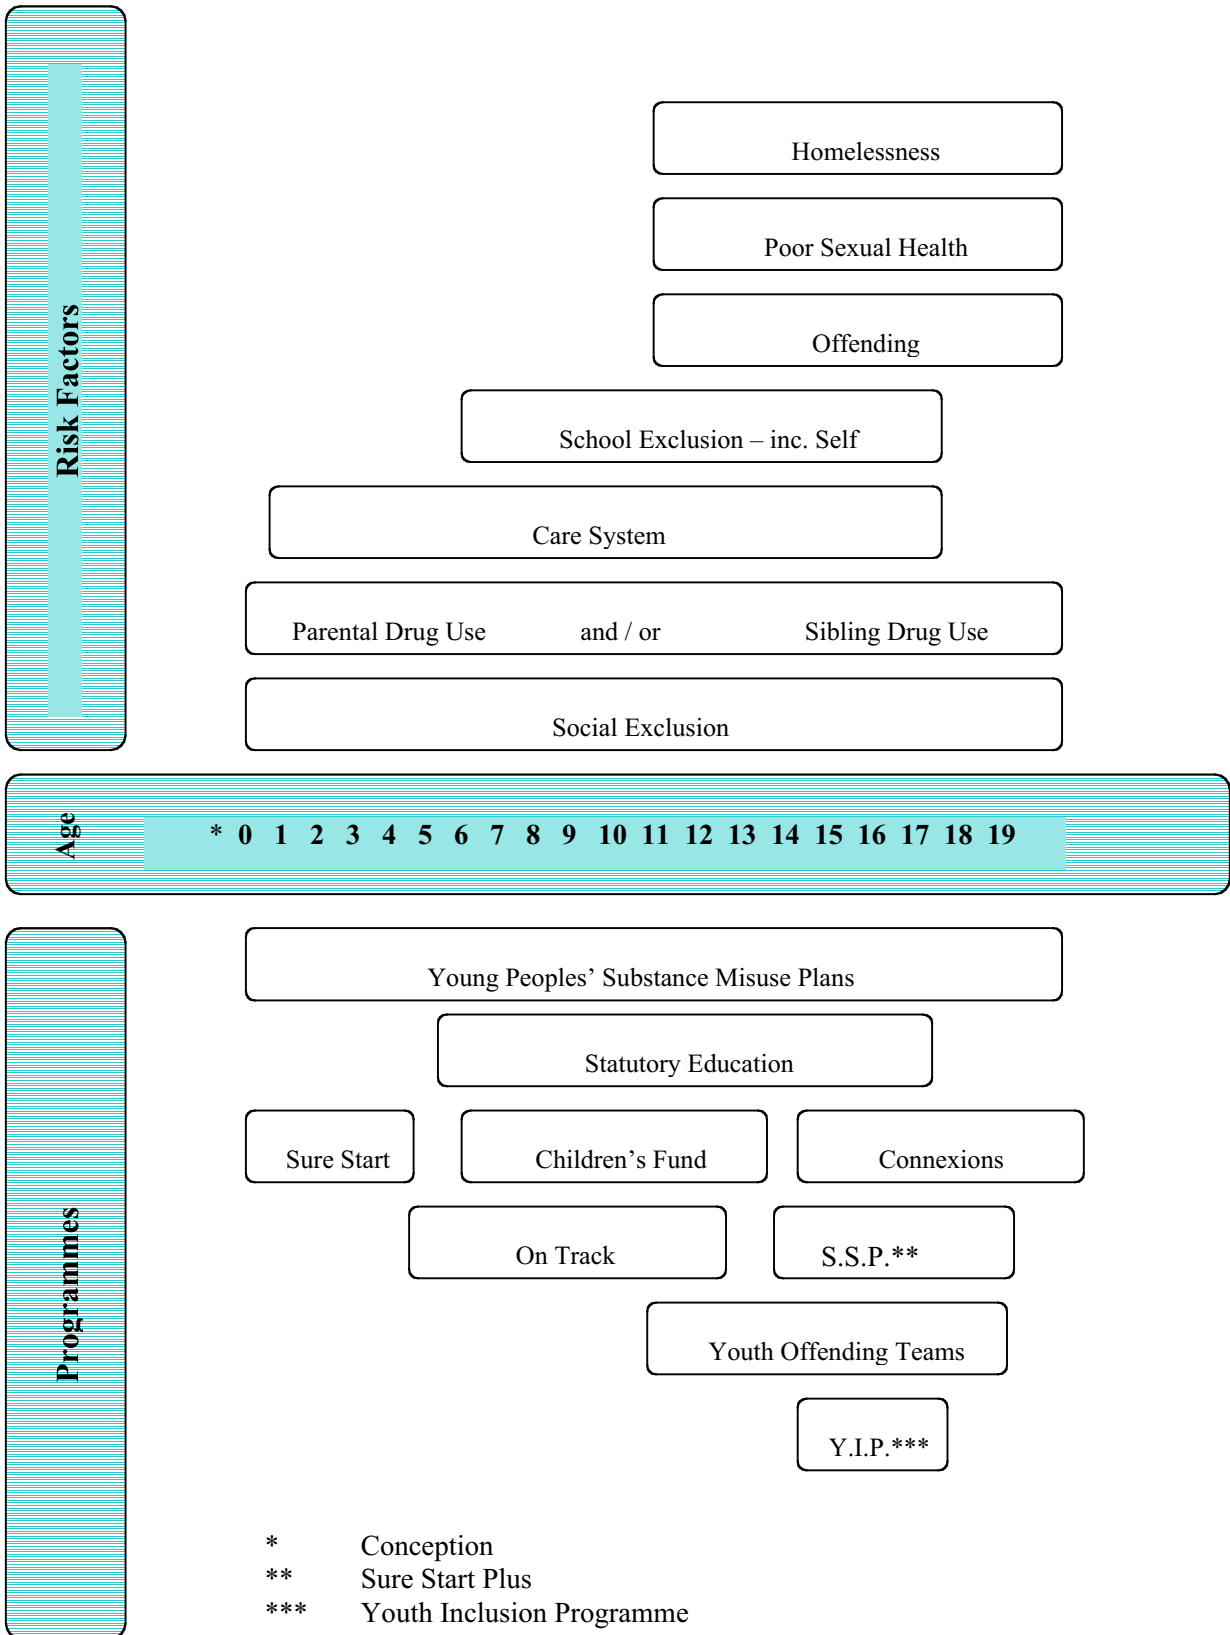 Risk Factors
Homelessness
Poor Sexual Health
Offending
School Exclusion – inc. Self
Care System
Parental Drug Use and / or Sibling Drug Use
Social Exclusion
Age
* 0 1 2 3 4 5 6 7 8 9 10 11 12 13 14 15 16 17 18 19
Programmes
Young Peoples’ Substance Misuse Plans
Statutory Education
Sure Start Children’s Fund Connexions
On Track S.S.P.**
Youth Offending Teams
Y.I.P.***
* Conception
** Sure Start Plus
*** Youth Inclusion Programme